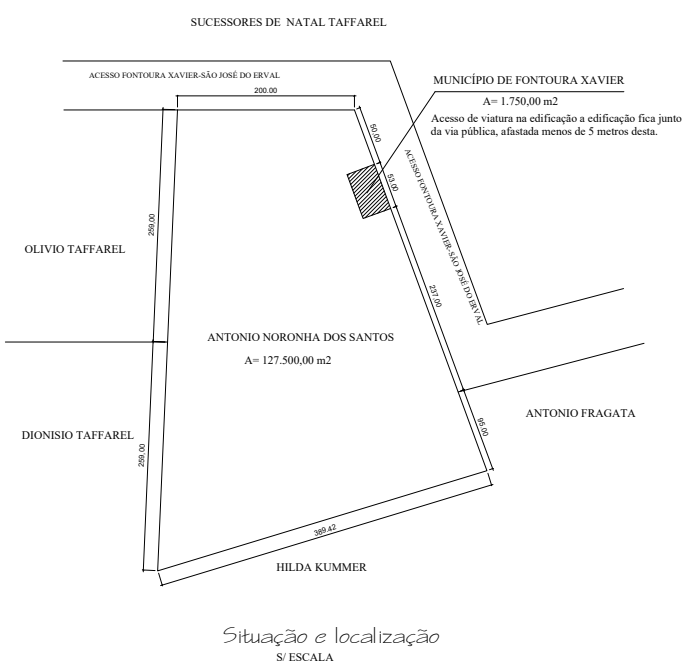 SUCESSORES DE NATAL TAFFAREL
ACESSO FONTOURA XAVIER-SÃO JOSÉ DO ERVAL
200.00
MUNICÍPIO DE FONTOURA XAVIER
A= 1.750,00 m2
Acesso de viatura na edificação a edificação fica junto
da via pública, afastada menos de 5 metros desta.
50.00
53.00
ACESSO FONTOURA XAVIER-SÃO JOSÉ DO ERVAL
259,00
OLIVIO TAFFAREL
237.00
ANTONIO NORONHA DOS SANTOS
A= 127.500,00 m2
DIONISIO TAFFAREL
259,00
ANTONIO FRAGATA
95.00
369.42
HILDA KUMMER
Situação e localização
S/ ESCALA